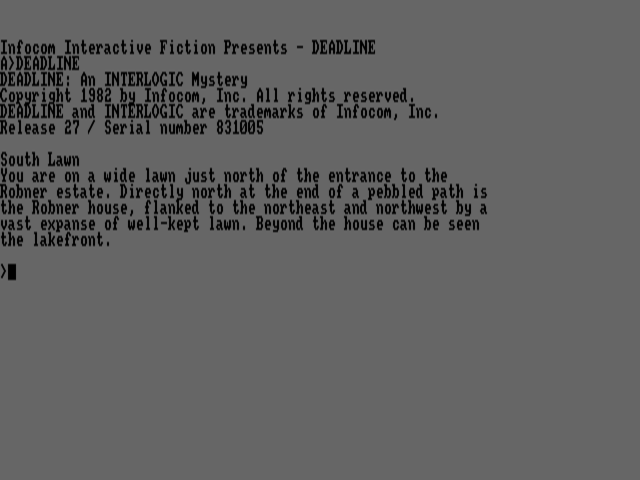 Infocom Interactive Fiction Presents - DEADLINE
A>DEADLINE
DEADLINE: An INTERLOGIC Mystery
Copyright 1982 by Infocom, Inc. All rights reserved.
DEADLINE and INTERLOGIC are trademarks of Infocom, Inc.
Release 27 / Serial number 831005
South Lawn
You are on a wide lawn just north of the entrance to the
Robner estate. Directly north at the end of a pebbled path is
the Robner house, flanked to the northeast and northwest by a
vast expanse of well-kept lawn. Beyond the house can be seen
the lakefront.
>